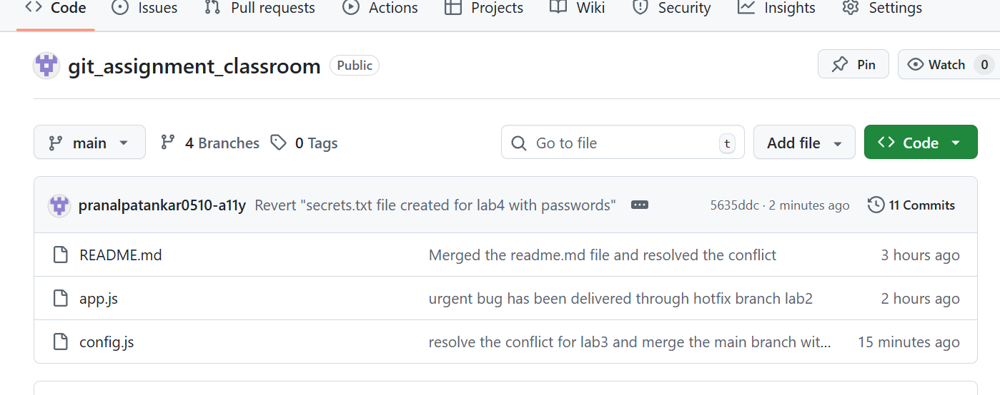 Code Issues Pull requests Actions Projects Wiki Security Insights Settings
git_assignment_classroom Public Pin Watch 0
main 4 Branches 0 Tags Go to file t Add file Code
pranalpatankar0510-a11y Revert "secrets.txt file created for lab4 with passwords" 5635ddc · 2 minutes ago 11 Commits
README.md Merged the readme.md file and resolved the conflict 3 hours ago
app.js urgent bug has been delivered through hotfix branch lab2 2 hours ago
config.js resolve the conflict for lab3 and merge the main branch wit... 15 minutes ago